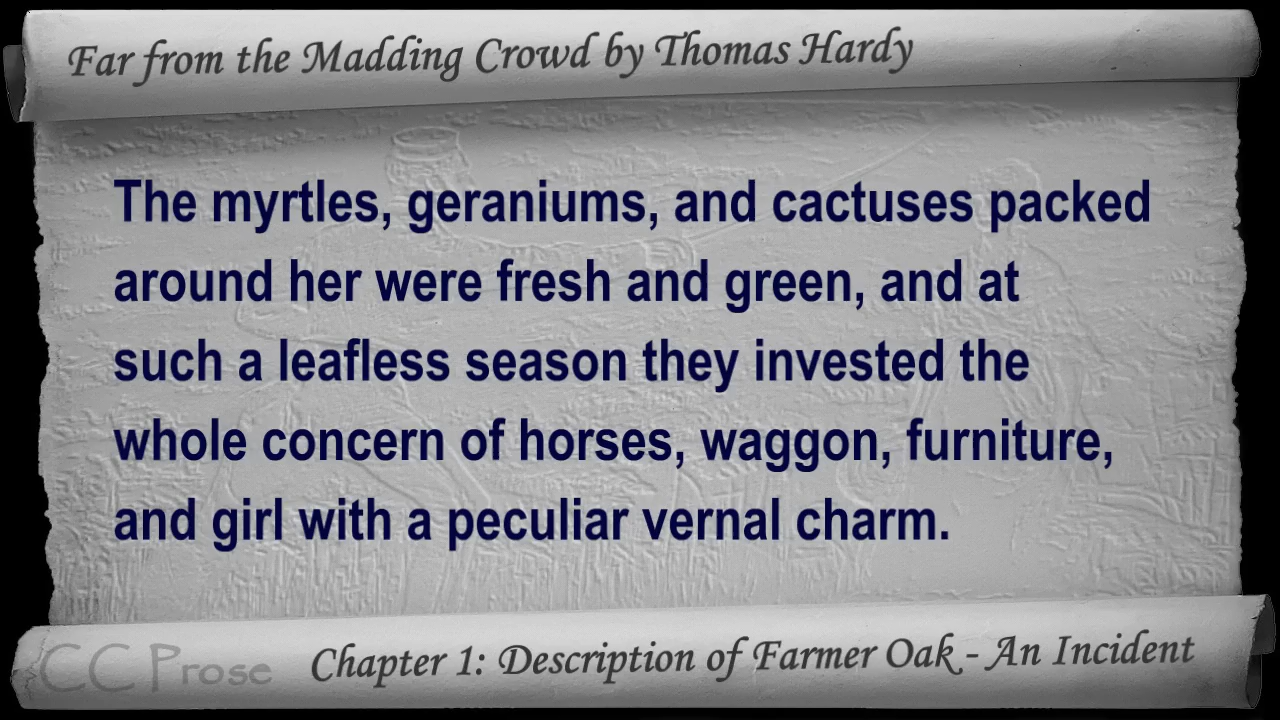 Far from the Madding Crowd by Thomas Hardy
The myrtles, geraniums, and cactuses packed
around her were fresh and green, and at
such a leafless season they invested the
whole concern of horses, waggon, furniture,
and girl with a peculiar vernal charm.
CC Prose
Chapter 1: Description of Farmer Oak - An Incident